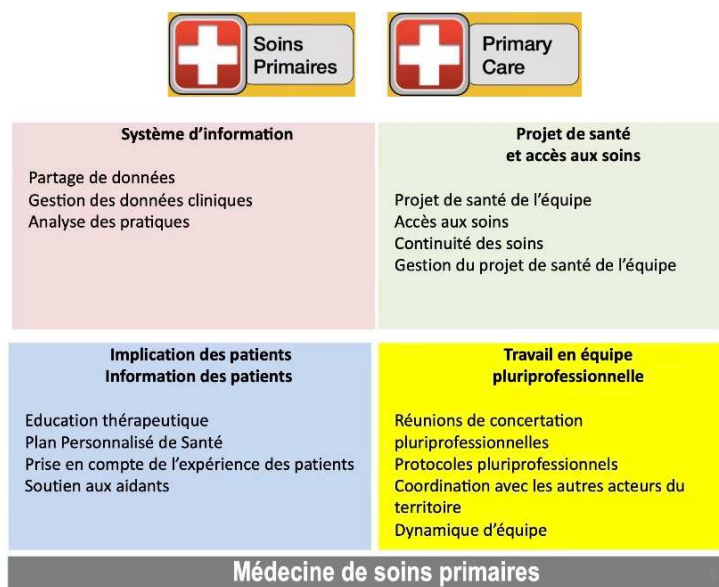 Soins
Primaires
Primary
Care
Système d'information
Partage de données
Gestion des données cliniques
Analyse des pratiques
Projet de santé
et accès aux soins
Projet de santé de l'équipe
Accès aux soins
Continuité des soins
Gestion du projet de santé de l'équipe
Implication des patients
Information des patients
Education thérapeutique
Plan Personnalisé de Santé
Prise en compte de l'expérience des patients
Soutien aux aidants
Travail en équipe
pluriprofessionnelle
Réunions de concertation
pluriprofessionnelles
Protocoles pluriprofessionnels
Coordination avec les autres acteurs du
territoire
Dynamique d'équipe
Médecine de soins primaires